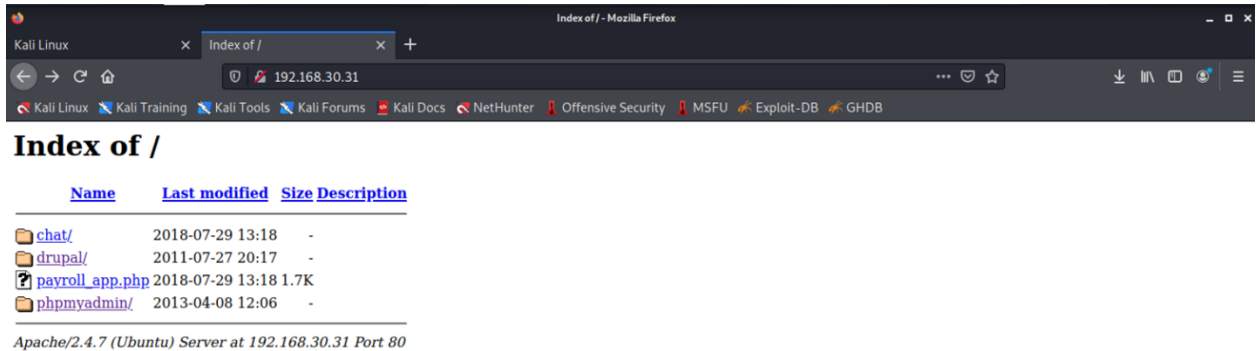 Index of / - Mozilla Firefox
Kali Linux
Index of /
192.168.30.31
Kali Linux Kali Training Kali Tools Kali Forums Kali Docs NetHunter Offensive Security MSFU Exploit-DB GHDB
Index of /
Name Last modified Size Description
chat/ 2018-07-29 13:18 -
drupal/ 2011-07-27 20:17 -
payroll_app.php 2018-07-29 13:18 1.7K
phpmyadmin/ 2013-04-08 12:06 -
Apache/2.4.7 (Ubuntu) Server at 192.168.30.31 Port 80